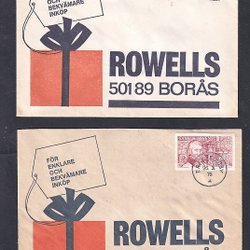 OCH
BEKVÄMARE
INKÖP
ROWELLS
501 89 BORÅS
FÖR
ENKLARE
OCH
BEKVÄMARE
INKÖP
ROWELLS